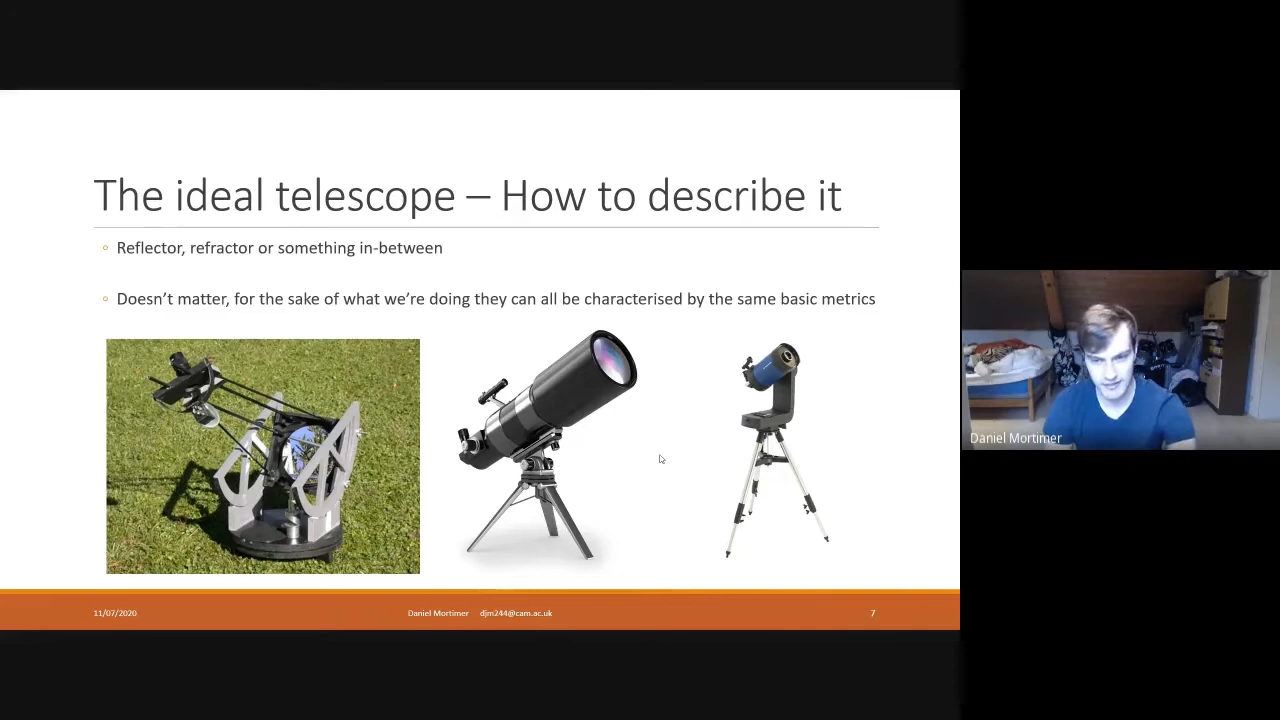 The ideal telescope – How to describe it
◦ Reflector, refractor or something in-between
◦ Doesn’t matter, for the sake of what we’re doing they can all be characterised by the same basic metrics
Daniel Mortimer
11/07/2020 Daniel Mortimer djm244@cam.ac.uk 7